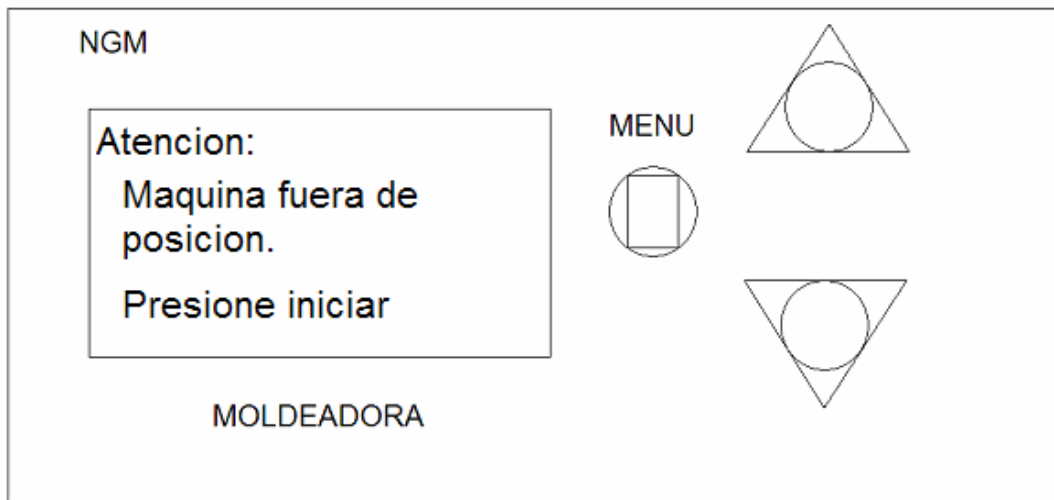 NGM
Atencion:
Maquina fuera de
posicion.
Presione iniciar
MENU
MOLDEADORA